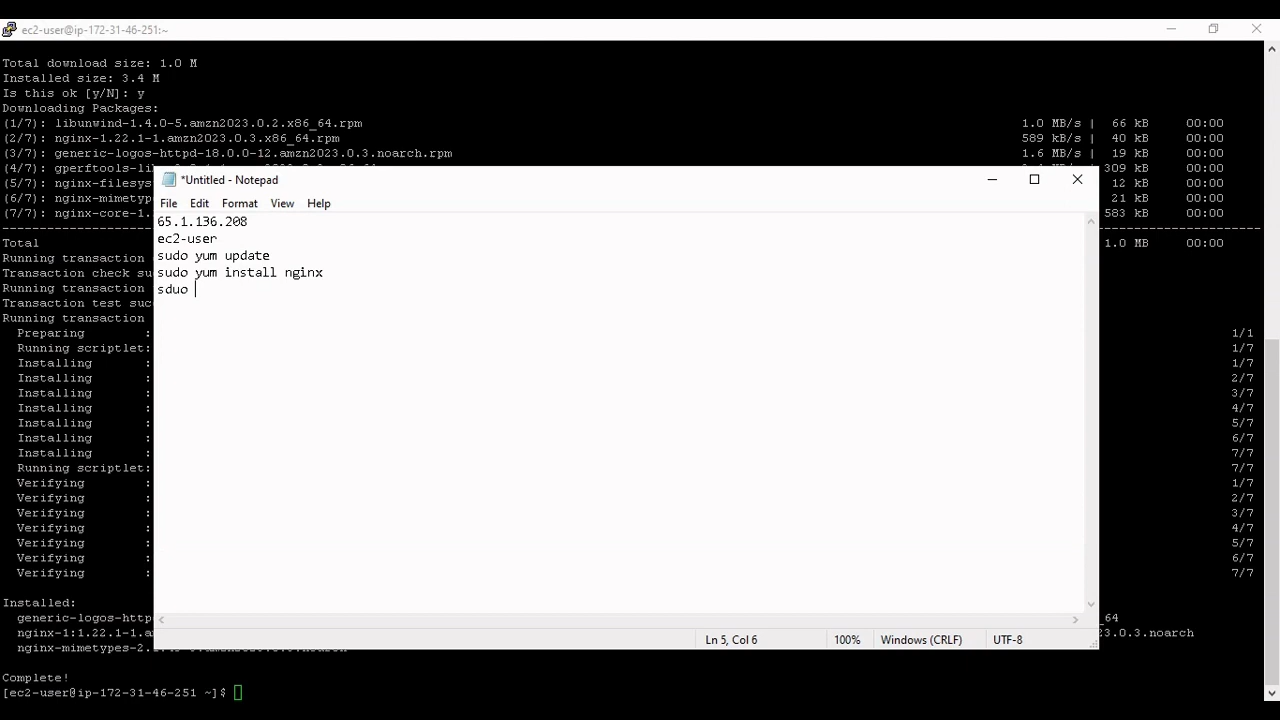 ec2-user@ip-172-31-46-251:~
Total download size: 1.0 M
Installed size: 3.4 M
Is this ok [y/N]: y
Downloading Packages:
(1/7): libunwind-1.4.0-5.amzn2023.0.2.x86_64.rpm 1.0 MB/s | 66 kB 00:00
(2/7): nginx-1.22.1-1.amzn2023.0.3.x86_64.rpm 589 kB/s | 40 kB 00:00
(3/7): generic-logos-httpd-18.0.0-12.amzn2023.0.3.noarch.rpm 1.6 MB/s | 19 kB 00:00
(4/7): 309 kB 00:00
(5/7): nginx-filesys 12 kB 00:00
(6/7): nginx-mimetyp 21 kB 00:00
(7/7): nginx-core-1. 583 kB 00:00
Total 1.0 MB 00:00
Running transaction
Transaction check su
Running transaction
Transaction test suc
Running transaction
Preparing : 1/1
Running scriptlet: 1/7
Installing : 1/7
Installing : 2/7
Installing : 3/7
Installing : 4/7
Installing : 5/7
Installing : 6/7
Installing : 7/7
Running scriptlet: 7/7
Verifying : 1/7
Verifying : 2/7
Verifying : 3/7
Verifying : 4/7
Verifying : 5/7
Verifying : 6/7
Verifying : 7/7
Installed:
generic-logos-http _64
nginx-1:1.22.1-1.a 23.0.3.noarch
Complete!
[ec2-user@ip-172-31-46-251 ~]$
*Untitled - Notepad
File Edit Format View Help
65.1.136.208
ec2-user
sudo yum update
sudo yum install nginx
sduo
Ln 5, Col 6 100% Windows (CRLF) UTF-8